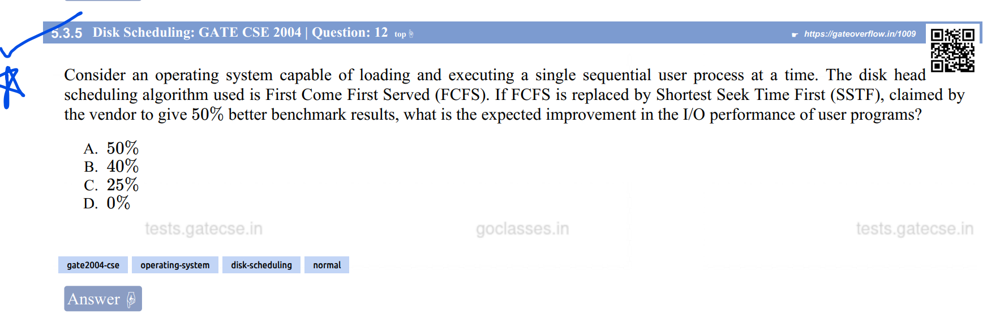 5.3.5 Disk Scheduling: GATE CSE 2004 | Question: 12 top
https://gateoverflow.in/1009
Consider an operating system capable of loading and executing a single sequential user process at a time. The disk head
scheduling algorithm used is First Come First Served (FCFS). If FCFS is replaced by Shortest Seek Time First (SSTF), claimed by
the vendor to give 50% better benchmark results, what is the expected improvement in the I/O performance of user programs?
A. 50%
B. 40%
C. 25%
D. 0%
tests.gatecse.in goclasses.in tests.gatecse.in
gate2004-cse operating-system disk-scheduling normal
Answer